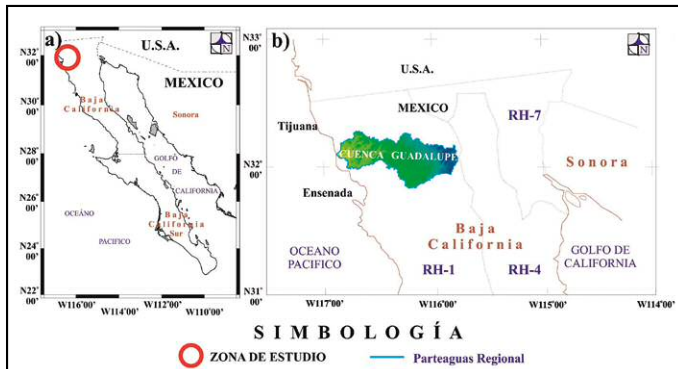 a)
U.S.A.
MEXICO
N
N32°
00'
N30°
00'
N28°
00'
N26°
00'
N24°
00'
N22°
00'
Baja
California
Sonora
GOLFO
DE
CALIFORNIA
OCEÁNO
PACIFICO
Baja
California
Sur
W116°00'
W112°00'
W114°00'
W110°00'
b)
N33°
00'
N32°
00'
N31°
00'
U.S.A.
MEXICO
N
RH-7
Tijuana
CUENCA GUADALUPE
Sonora
Ensenada
Baja
California
OCEANO
PACIFICO
RH-1
RH-4
GOLFO DE
CALIFORNIA
W117°00'
W116°00'
W115°00'
W114°00'
SIMBOLOGÍA
ZONA DE ESTUDIO
Parteaguas Regional